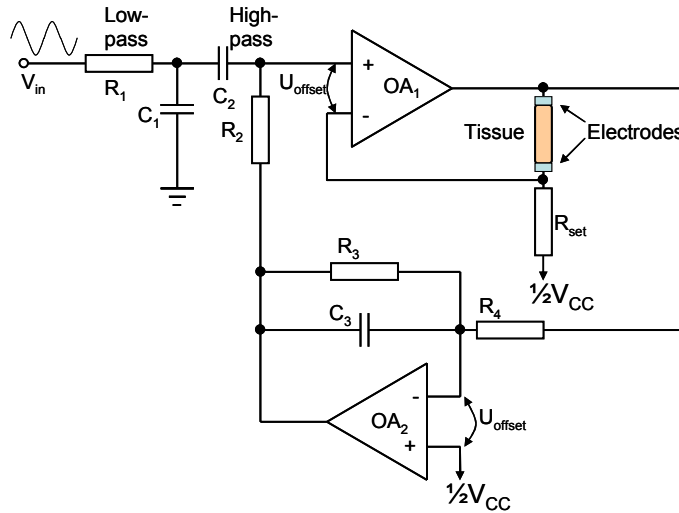 Low-
pass
High-
pass
V_in
R_1
C_1
C_2
R_2
U_offset
+
-
OA_1
Tissue
Electrodes
R_set
½V_CC
R_3
C_3
R_4
-
OA_2
+
U_offset
½V_CC